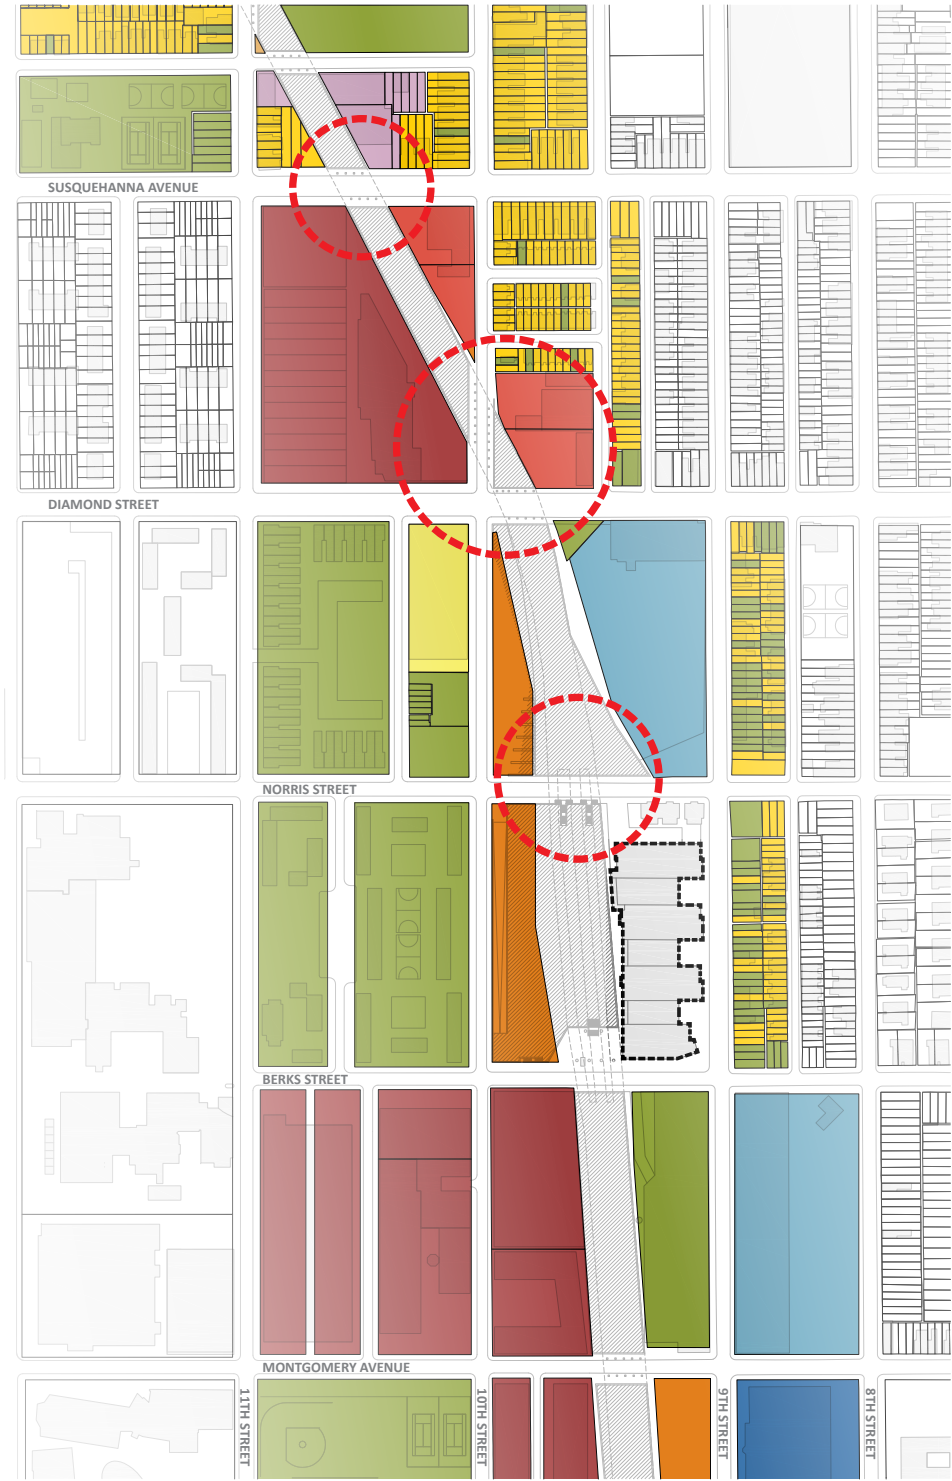 SUSQUEHANNA AVENUE
DIAMOND STREET
NORRIS STREET
BERKS STREET
MONTGOMERY AVENUE
11TH STREET
10TH STREET
9TH STREET
8TH STREET